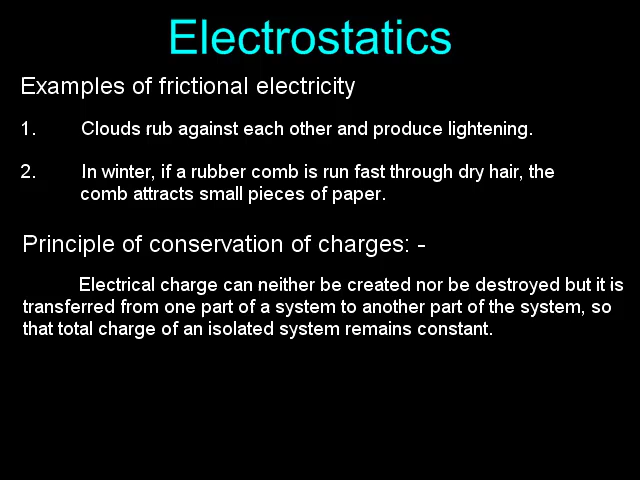 Electrostatics
Examples of frictional electricity
1. Clouds rub against each other and produce lightening.
2. In winter, if a rubber comb is run fast through dry hair, the
comb attracts small pieces of paper.
Principle of conservation of charges: -
Electrical charge can neither be created nor be destroyed but it is
transferred from one part of a system to another part of the system, so
that total charge of an isolated system remains constant.